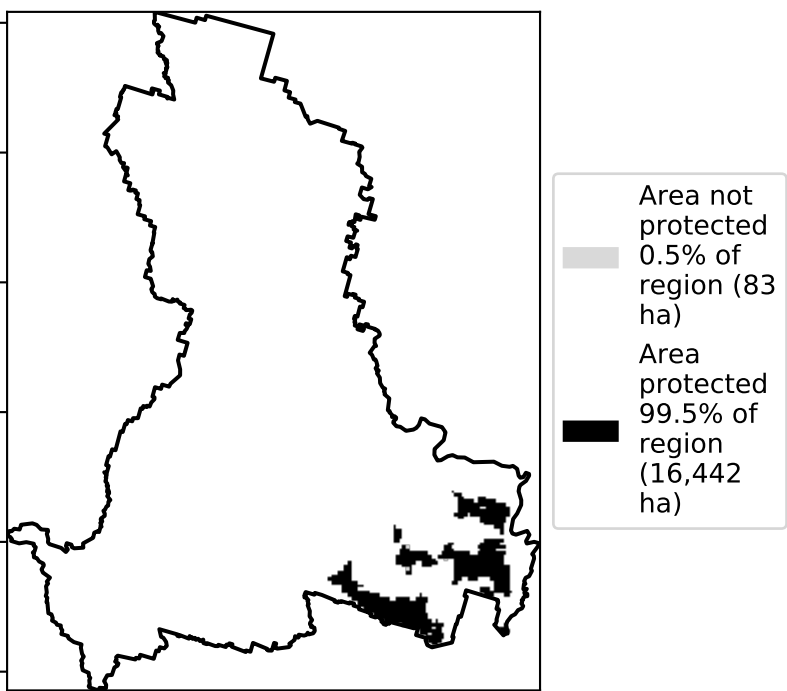 Area not
protected
0.5% of
region (83
ha)
Area
protected
99.5% of
region
(16,442
ha)